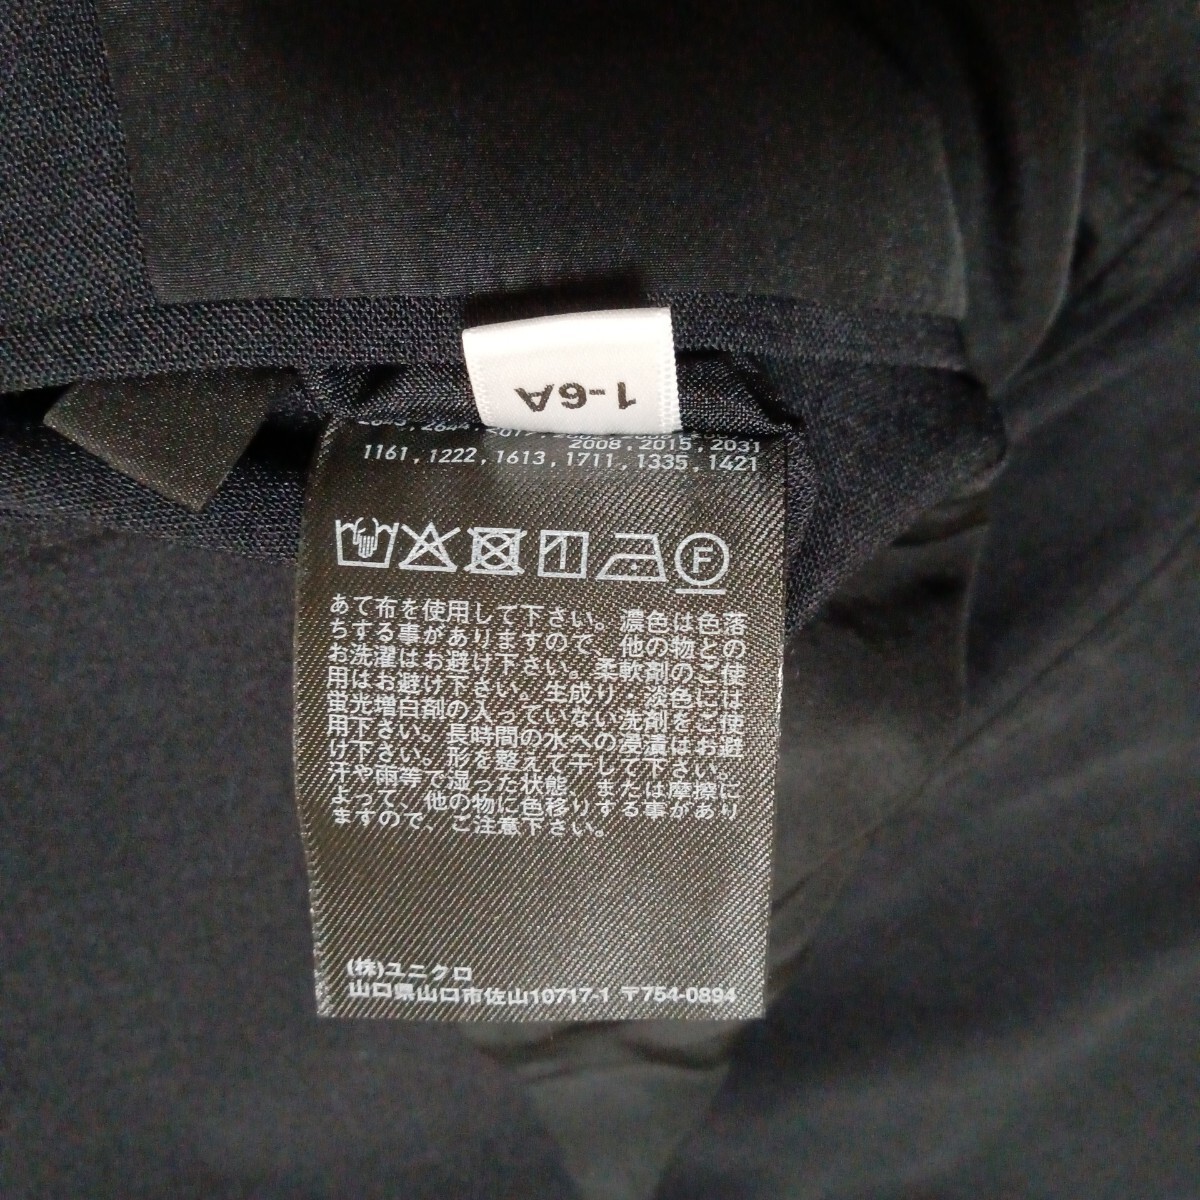 1-6A
2008 , 2015 , 2031
1161 , 1222 , 1613 , 1711 , 1335 , 1421
F
あて布を使用して下さい。濃色は色落
ちする事がありますので、他の物との
お洗濯はお避け下さい。柔軟剤のご使
用はお避け下さい。生成り・淡色には
蛍光増白剤の入っていない洗剤をご使
用下さい。長時間の水への浸漬はお避
け下さい。形を整えて干して下さい。
汗や雨等で湿った状態、又は摩擦に
よって、他の物に色移りする事があり
ますので、ご注意下さい。
(株)ユニクロ
山口県山口市佐山10717-1 〒754-0894